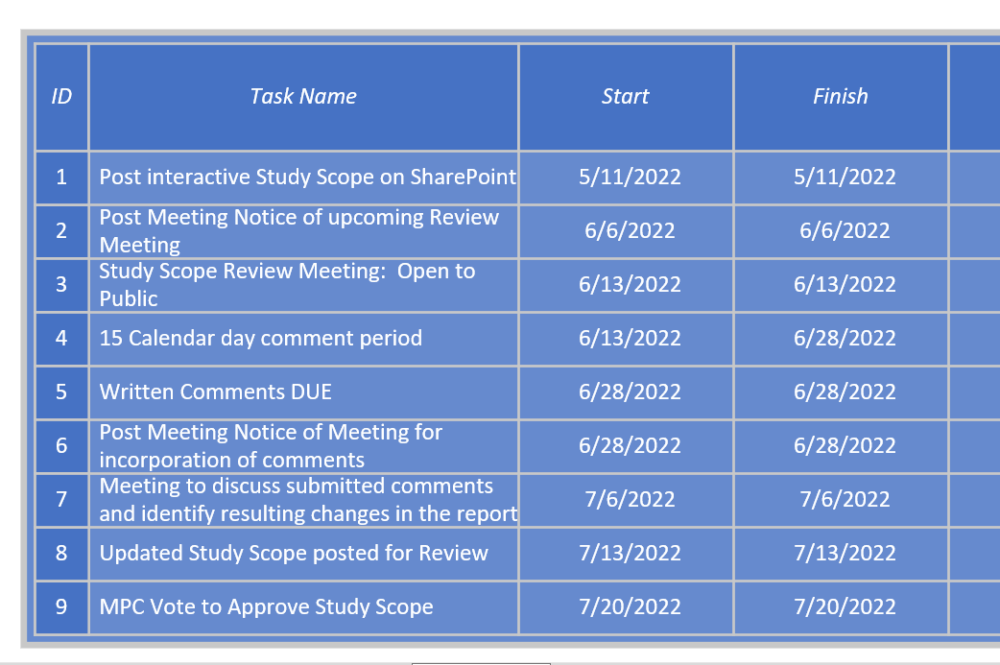 ID Task Name Start Finish
1 Post interactive Study Scope on SharePoint 5/11/2022 5/11/2022
2 Post Meeting Notice of upcoming Review
Meeting 6/6/2022 6/6/2022
3 Study Scope Review Meeting:  Open to
Public 6/13/2022 6/13/2022
4 15 Calendar day comment period 6/13/2022 6/28/2022
5 Written Comments DUE 6/28/2022 6/28/2022
6 Post Meeting Notice of Meeting for
incorporation of comments 6/28/2022 6/28/2022
7 Meeting to discuss submitted comments
and identify resulting changes in the report 7/6/2022 7/6/2022
8 Updated Study Scope posted for Review 7/13/2022 7/13/2022
9 MPC Vote to Approve Study Scope 7/20/2022 7/20/2022